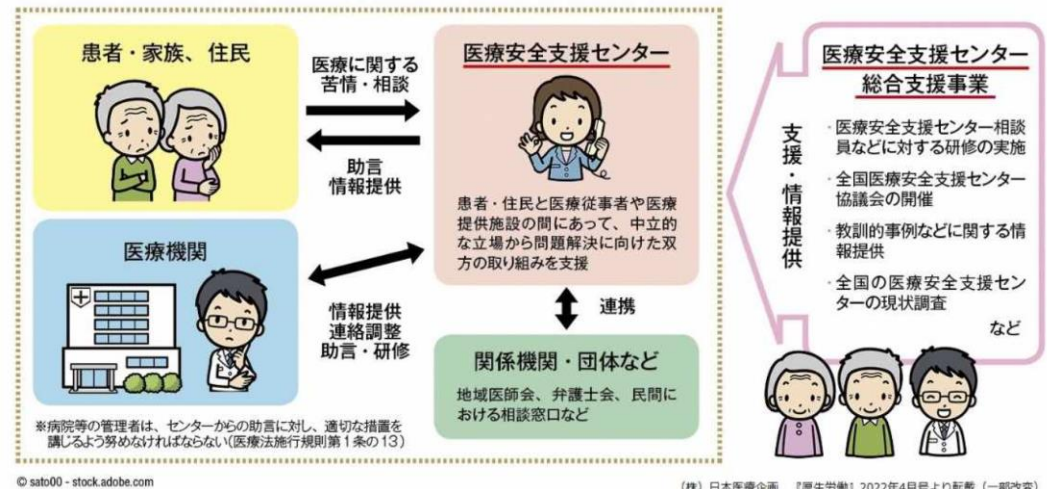 患者・家族、住民
医療に関する
苦情・相談
助言
情報提供
医療安全支援センター
患者・住民と医療従事者や医療
提供施設の間にあって、中立的
な立場から問題解決に向けた双
方の取り組みを支援
医療機関
情報提供
連絡調整
助言・研修
連携
関係機関・団体など
地域医師会、弁護士会、民間に
おける相談窓口など
※病院等の管理者は、センターからの助言に対し、適切な措置を
講じるよう努めなければならない(医療法施行規則第1条の13)
支援・情報提供
医療安全支援センター
総合支援事業
・医療安全支援センター相談
員などに対する研修の実施
・全国医療安全支援センター
協議会の開催
・教訓的事例などに関する情
報提供
・全国の医療安全支援セン
ターの現状調査
など
© sato00 - stock.adobe.com
(株)日本医療企画 『厚生労働』2022年4月号より転載(一部改変)